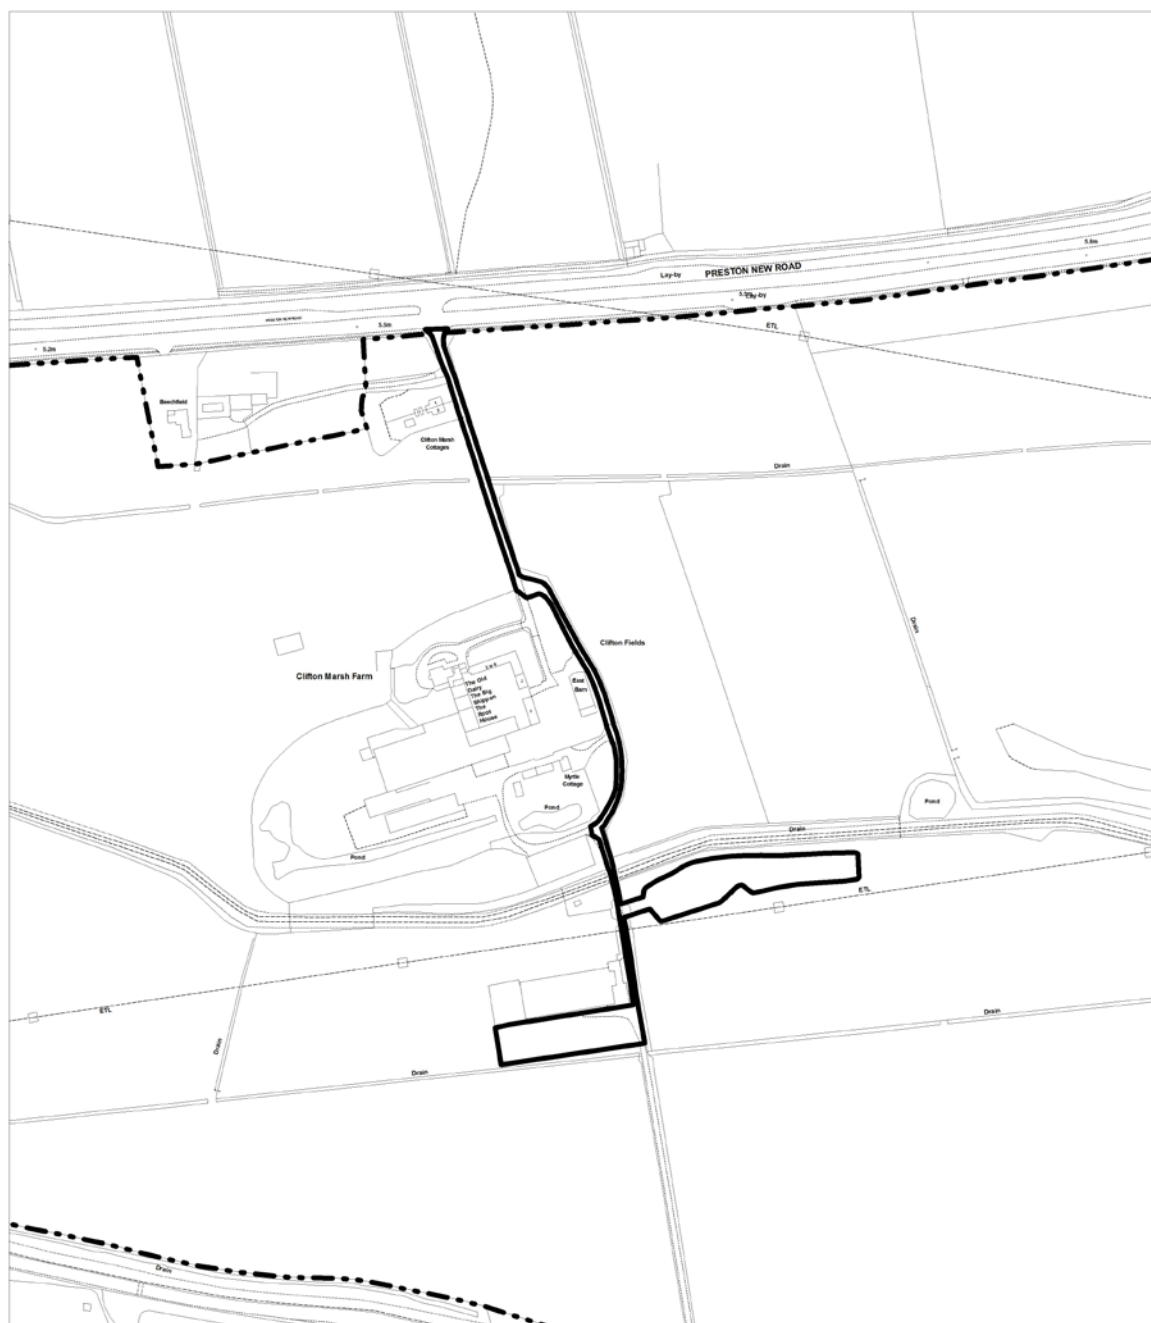 5.8m
Lay-by
PRESTON NEW ROAD
Lay-by
5.5m
ETL
5.2m
Beechfield
Clifton Marsh
Cottages
Drain
Drain
Clifton Fields
Clifton Marsh Farm
The Old
Dairy
The Big
Shippon
The
Root
House
East
Barn
Myrtle
Cottage
Pond
Pond
Drain
Pond
ETL
ETL
Drain
Drain
Drain
Drain